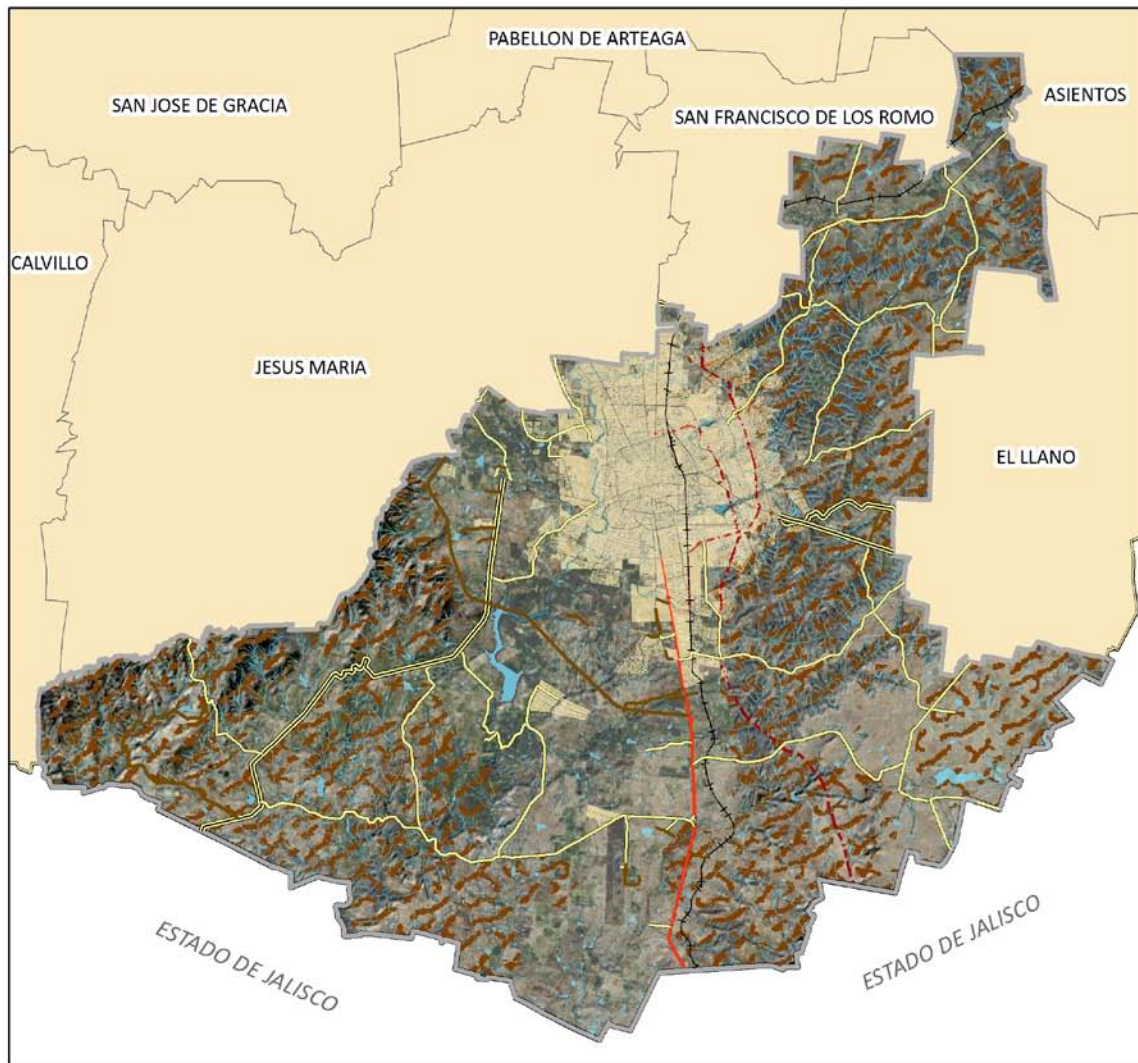 PABELLON DE ARTEAGA
SAN JOSE DE GRACIA
ASIENTOS
SAN FRANCISCO DE LOS ROMO
CALVILLO
JESUS MARIA
EL LLANO
ESTADO DE JALISCO
ESTADO DE JALISCO